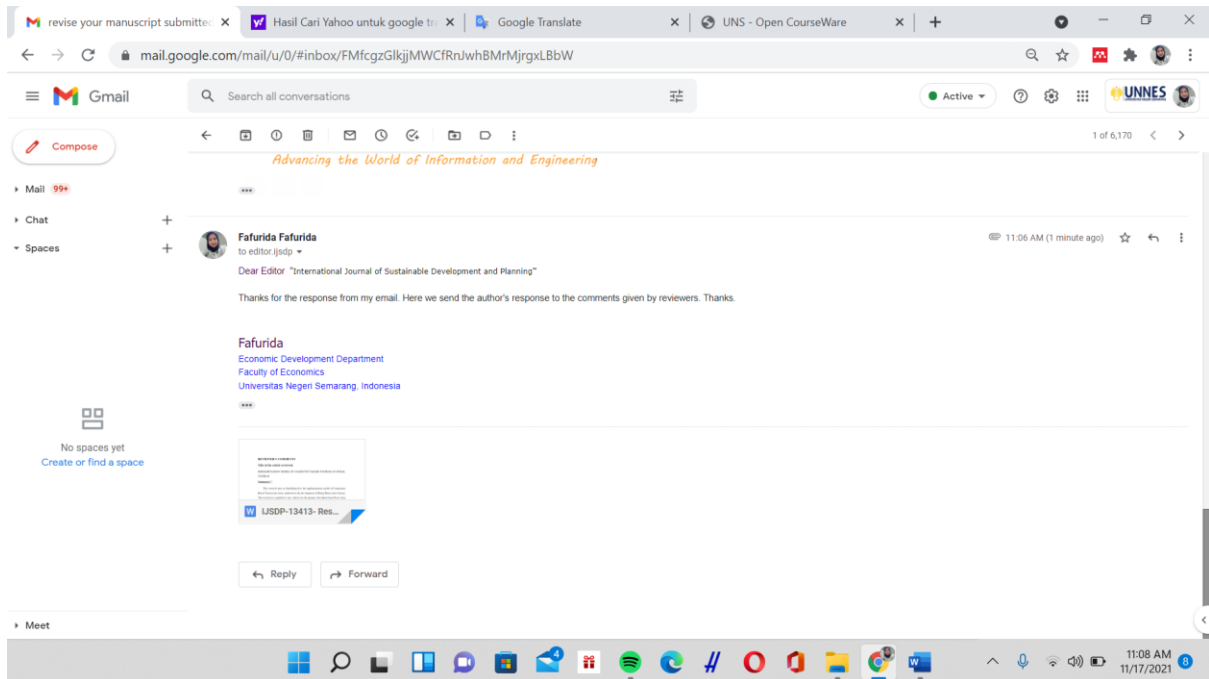 revise your manuscript submitted
Hasil Cari Yahoo untuk google tr
Google Translate
UNS - Open CourseWare
mail.google.com/mail/u/0/#inbox/FMfcgzGlkjjMWCfRnJwhBMrMjrgxLBbW
Gmail
Search all conversations
Active
UNNES
Compose
1 of 6,170
Advancing the World of Information and Engineering
Mail 99+
Chat
Spaces
Fafurida Fafurida
11:06 AM (1 minute ago)
to editor.ijsdp
Dear Editor "International Journal of Sustainable Development and Planning"
Thanks for the response from my email. Here we send the author's response to the comments given by reviewers. Thanks.
Fafurida
Economic Development Department
Faculty of Economics
Universitas Negeri Semarang, Indonesia
No spaces yet
Create or find a space
W IJSDP-13413- Res...
Reply
Forward
Meet
4
11:08 AM
11/17/2021
8